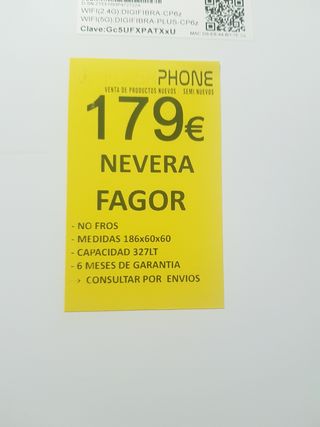 WIFI(2.4G):DIGIFIBRA-CP6z
WIFI(5G):DIGIFIBRA-PLUS-CP6z
Clave:Gc5UFXPATXxU
PHONE
VENTA DE PRODUCTOS NUEVOS SEMI NUEVOS
179€
NEVERA
FAGOR
- NO FROS
- MEDIDAS 186x60x60
- CAPACIDAD 327LT
- 6 MESES DE GARANTIA
-> CONSULTAR POR ENVIOS